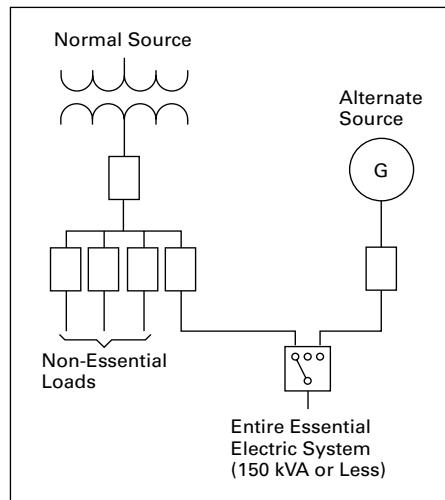 Normal Source
Alternate
Source
G
Non-Essential
Loads
Entire Essential
Electric System
(150 kVA or Less)